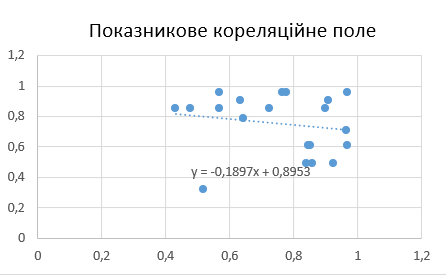 Показникове кореляційне поле
1,2
1
0,8
0,6
0,4
0,2
0
y = -0,1897x + 0,8953
0 0,2 0,4 0,6 0,8 1 1,2